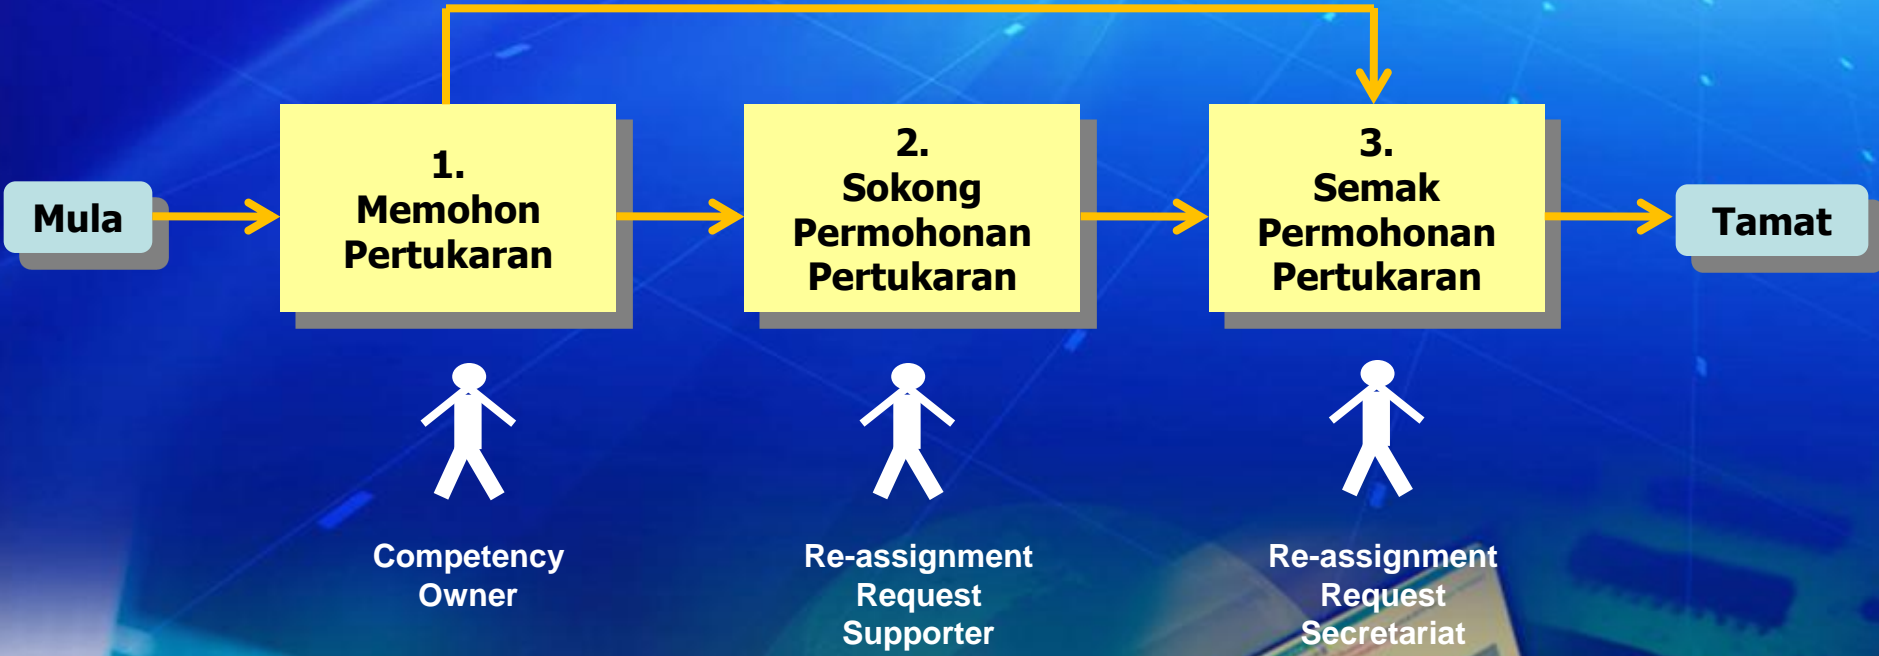 Mula
1.
Memohon
Pertukaran
2.
Sokong
Permohonan
Pertukaran
3.
Semak
Permohonan
Pertukaran
Tamat
Competency
Owner
Re-assignment
Request
Supporter
Re-assignment
Request
Secretariat